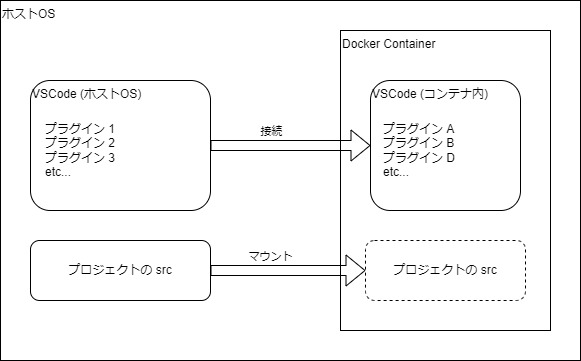 ホストOS
Docker Container
VSCode (ホストOS)
プラグイン 1
プラグイン 2
プラグイン 3
etc...
接続
VSCode (コンテナ内)
プラグイン A
プラグイン B
プラグイン D
etc...
プロジェクトの src
マウント
プロジェクトの src